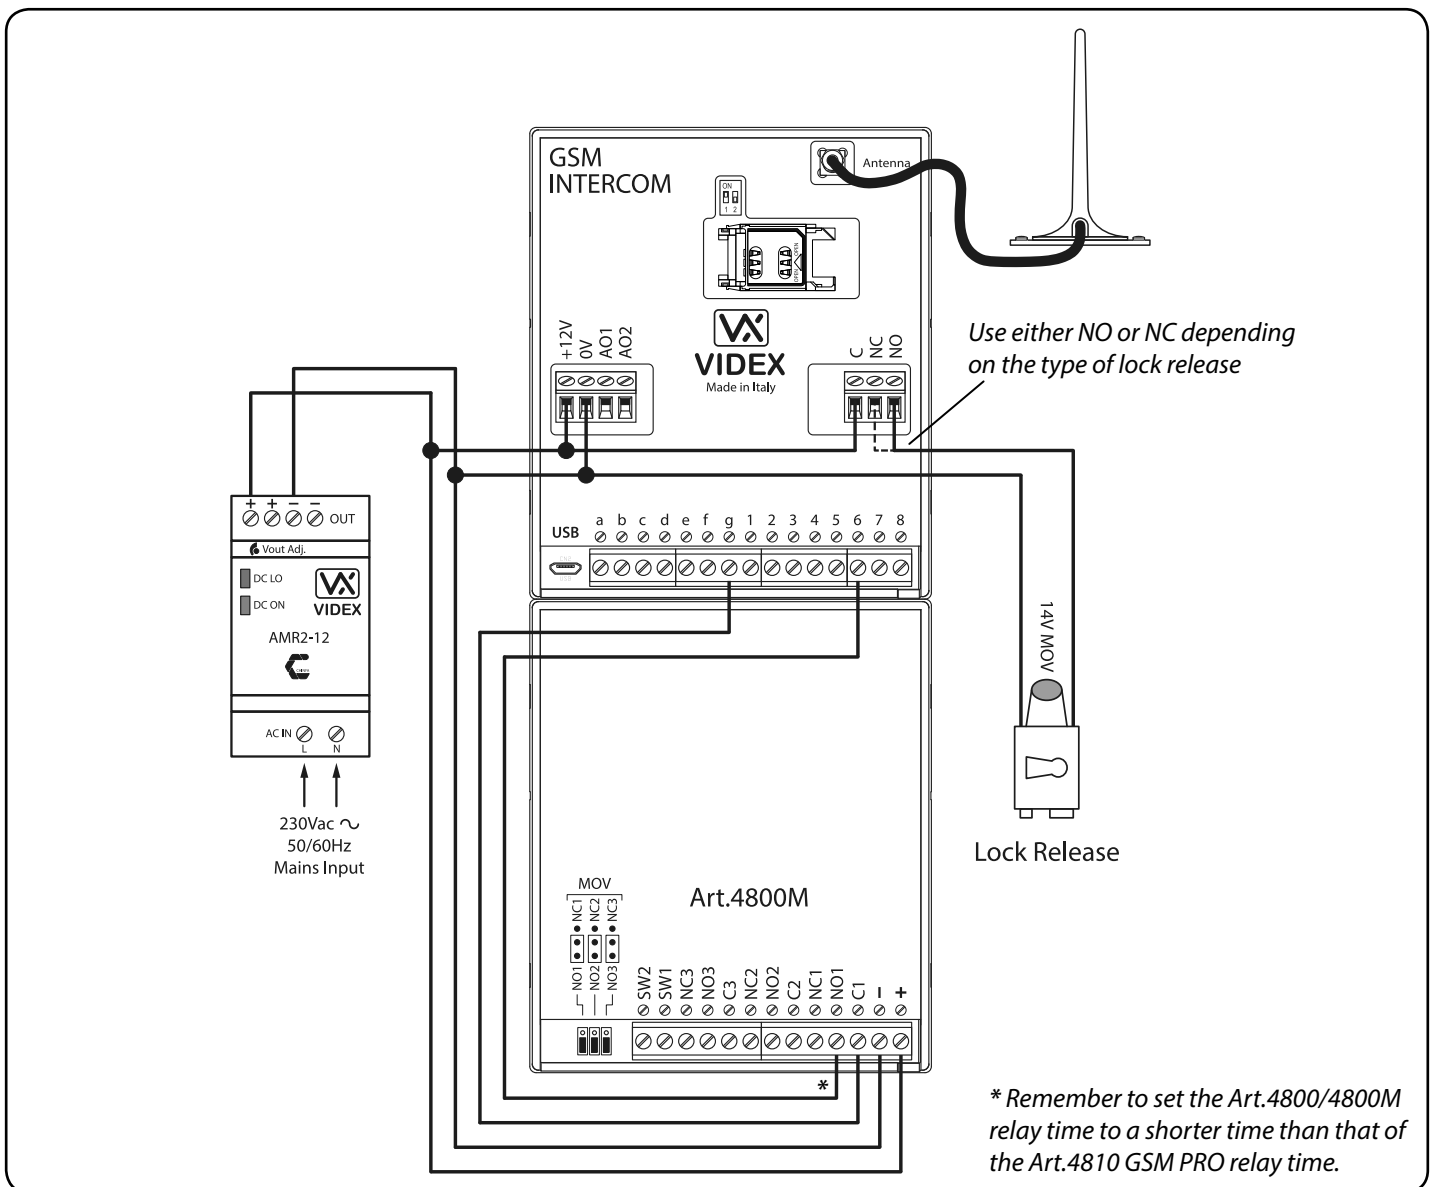 GSM
INTERCOM
Antenna
ON
1 2
OPEN OPEN
+12V
0V
AO1
AO2
VIDEX
Made in Italy
C
NC
NO
Use either NO or NC depending
on the type of lock release
+ + − − OUT
Vout Adj.
DC LO
DC ON
VIDEX
AMR2-12
AC IN
L N
230Vac
50/60Hz
Mains Input
USB a b c d e f g 1 2 3 4 5 6 7 8
14V MOV
Lock Release
Art.4800M
MOV
NC1
NC2
NC3
NO1
NO2
NO3
SW2
SW1
NC3
NO3
C3
NC2
NO2
C2
NC1
NO1
C1
−
+
*
* Remember to set the Art.4800/4800M
relay time to a shorter time than that of
the Art.4810 GSM PRO relay time.